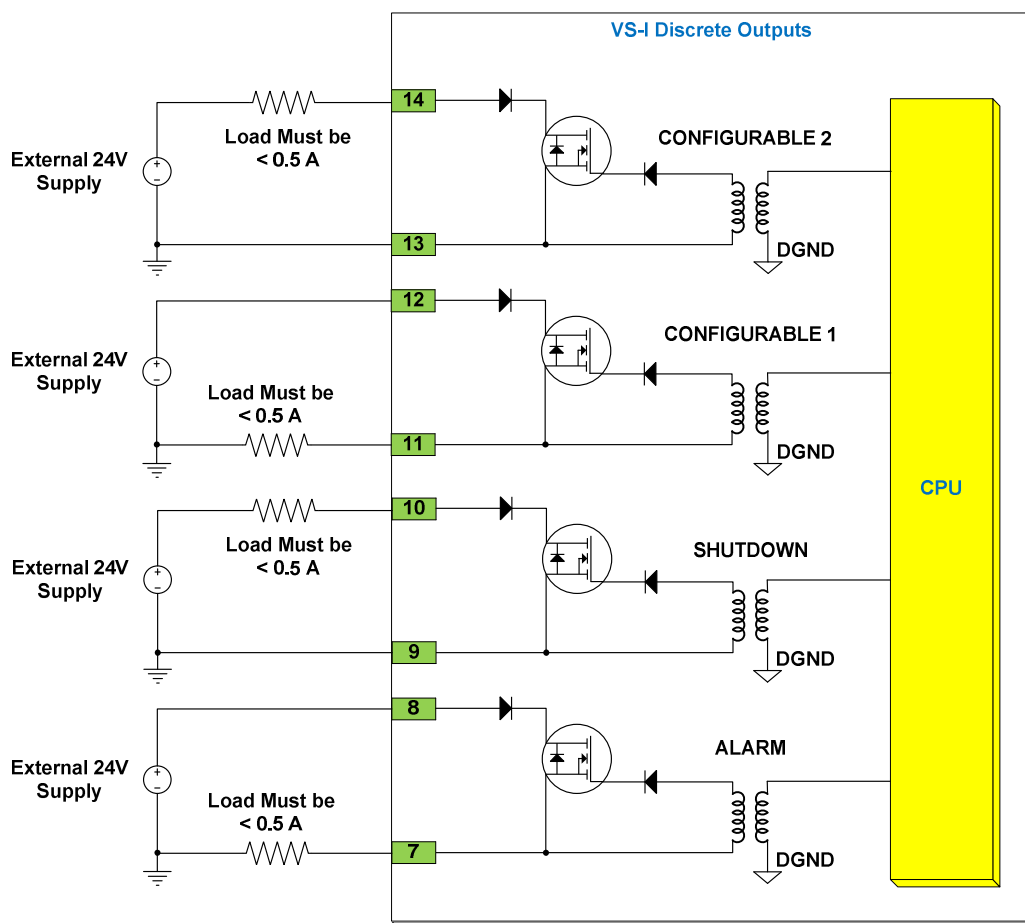 VS-I Discrete Outputs
14
Load Must be
< 0.5 A
External 24V
Supply
+
−
CONFIGURABLE 2
13
DGND
12
CONFIGURABLE 1
External 24V
Supply
+
−
Load Must be
< 0.5 A
11
DGND
CPU
10
Load Must be
< 0.5 A
SHUTDOWN
External 24V
Supply
+
−
9
DGND
8
ALARM
External 24V
Supply
+
−
Load Must be
< 0.5 A
7
DGND